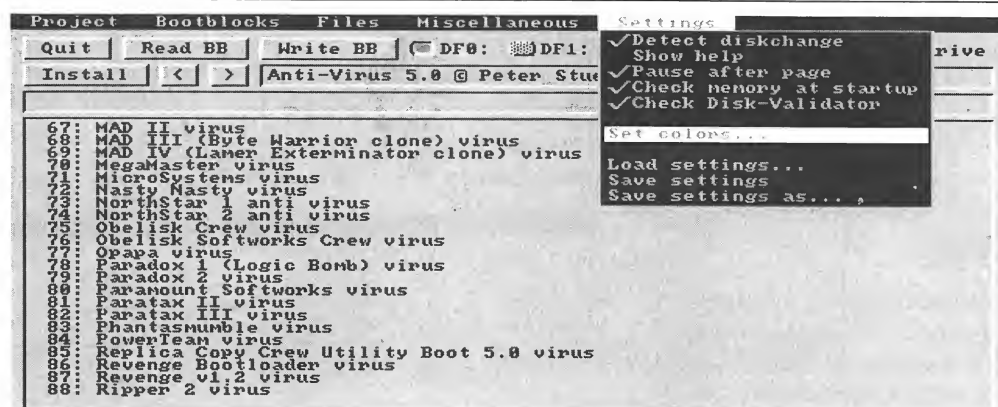 Project Bootblocks Files Miscellaneous Settings
Quit Read BB Write BB DF0: DF1: rive
Install < > Anti-Virus 5.0 © Peter Stue
✓Detect diskchange
Show help
✓Pause after page
✓Check memory at startup
✓Check Disk-Validator
Set colors...
Load settings...
Save settings
Save settings as...
67: MAD II virus
68: MAD III (Byte Warrior clone) virus
69: MAD IV (Lamer Exterminator clone) virus
70: MegaMaster virus
71: MicroSystems virus
72: Nasty Nasty virus
73: NorthStar 1 anti virus
74: NorthStar 2 anti virus
75: Obelisk Crew virus
76: Obelisk Softworks Crew virus
77: Opapa virus
78: Paradox 1 (Logic Bomb) virus
79: Paradox 2 virus
80: Paramount Softworks virus
81: Paratax II virus
82: Paratax III virus
83: Phantasmumble virus
84: PowerTeam virus
85: Replica Copy Crew Utility Boot 5.0 virus
86: Revenge Bootloader virus
87: Revenge v1.2 virus
88: Ripper 2 virus